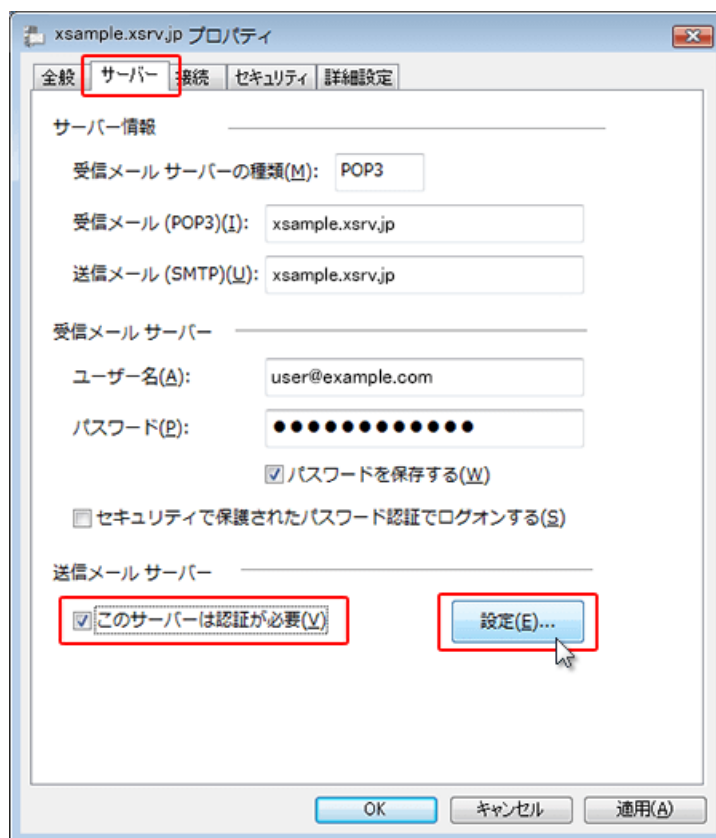 xsample.xsrv.jp プロパティ
全般 サーバー 接続 セキュリティ 詳細設定
サーバー情報
受信メール サーバーの種類(M): POP3
受信メール (POP3)(I): xsample.xsrv.jp
送信メール (SMTP)(U): xsample.xsrv.jp
受信メール サーバー
ユーザー名(A): user@example.com
パスワード(P): ●●●●●●●●●●●●
パスワードを保存する(W)
セキュリティで保護されたパスワード認証でログオンする(S)
送信メール サーバー
このサーバーは認証が必要(V) 設定(E)...
OK キャンセル 適用(A)